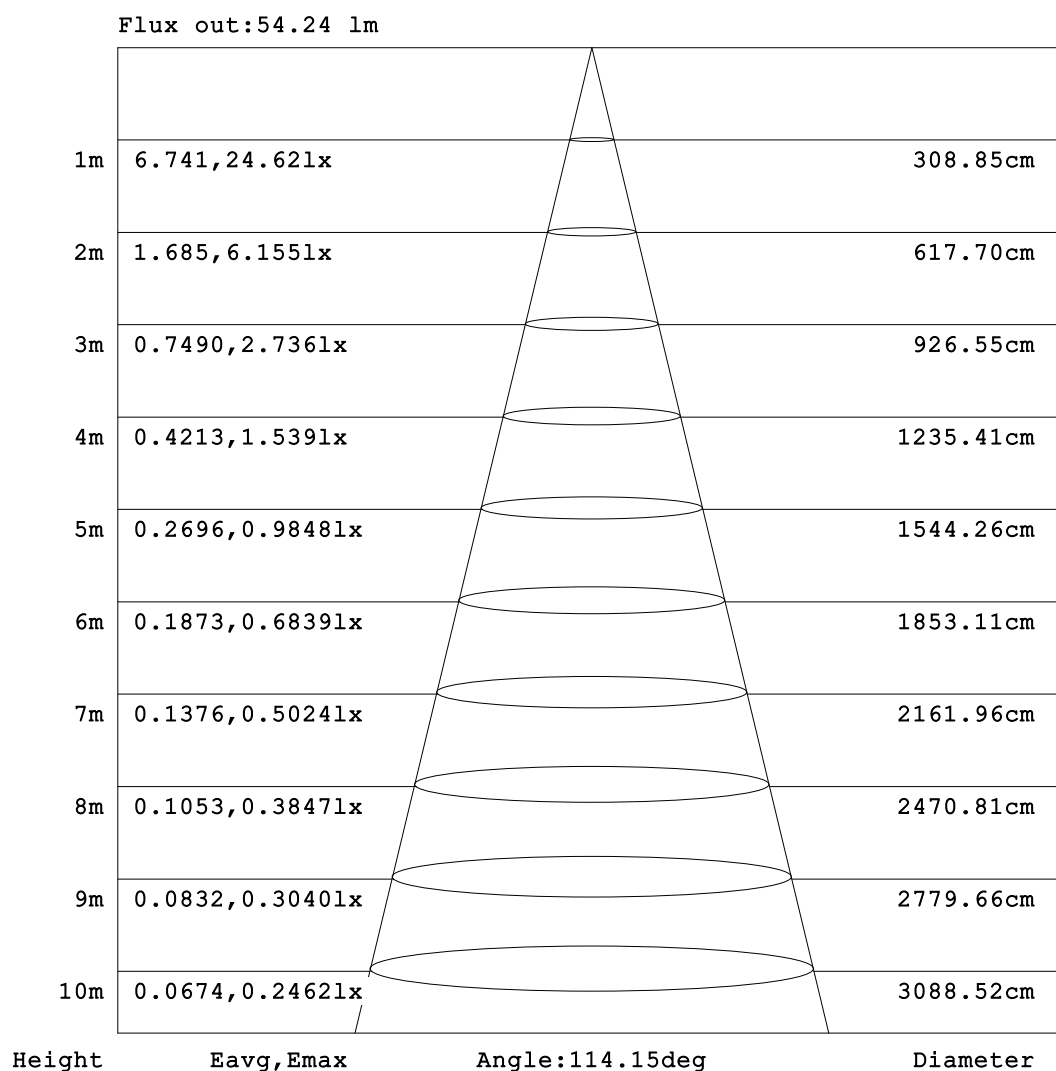 Flux out:54.24 lm
1m 6.741,24.62lx 308.85cm
2m 1.685,6.155lx 617.70cm
3m 0.7490,2.736lx 926.55cm
4m 0.4213,1.539lx 1235.41cm
5m 0.2696,0.9848lx 1544.26cm
6m 0.1873,0.6839lx 1853.11cm
7m 0.1376,0.5024lx 2161.96cm
8m 0.1053,0.3847lx 2470.81cm
9m 0.0832,0.3040lx 2779.66cm
10m 0.0674,0.2462lx 3088.52cm
Height Eavg,Emax Angle:114.15deg Diameter